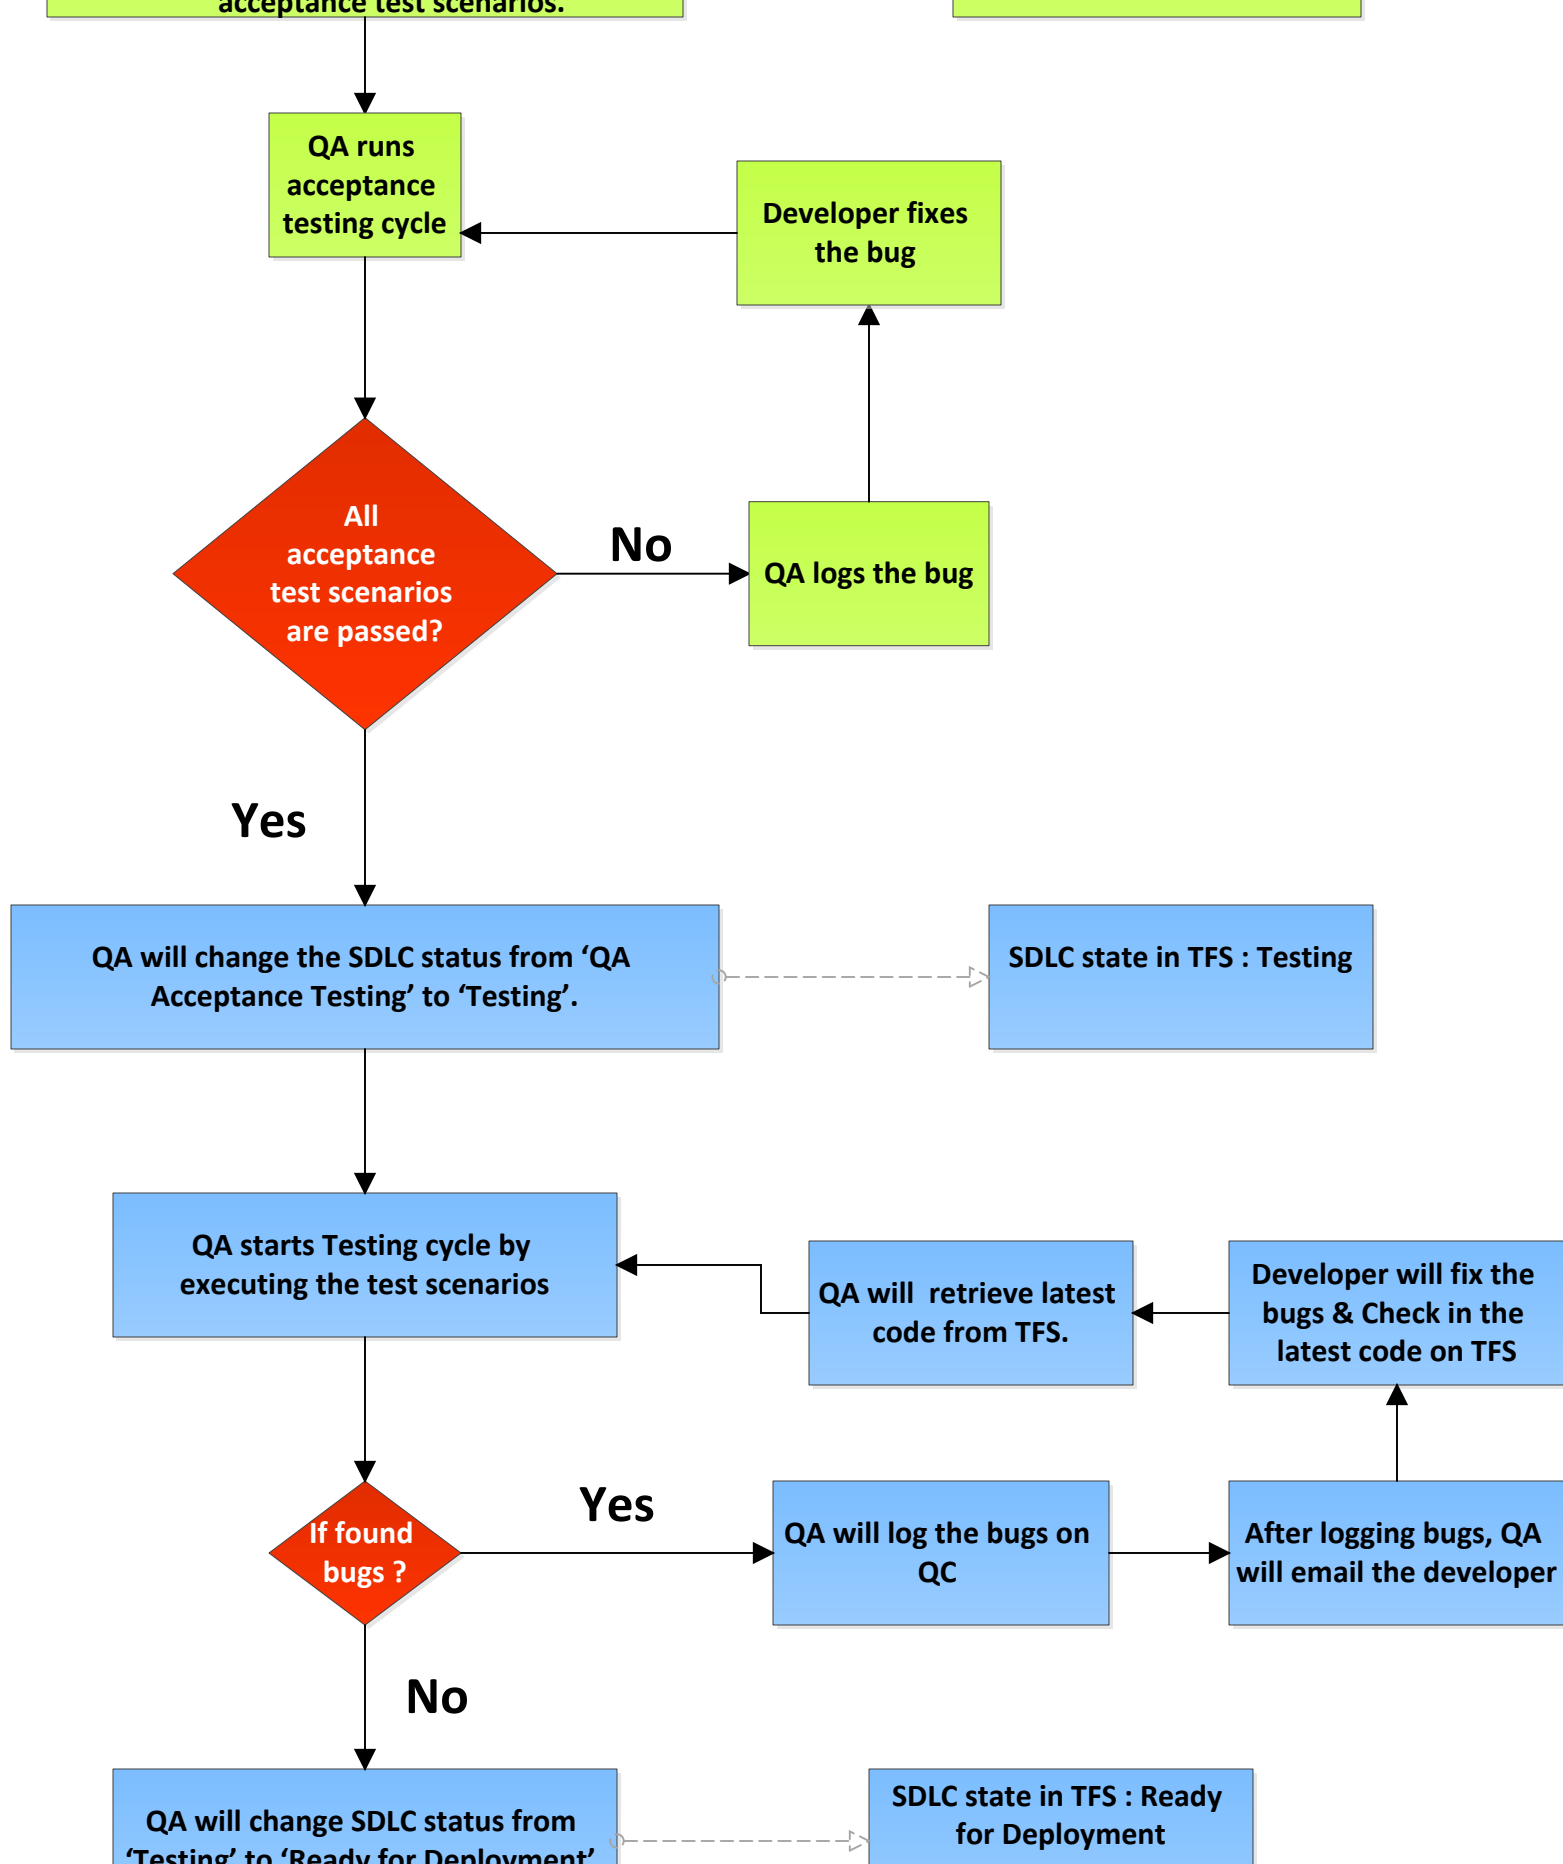 acceptance test scenarios.
QA runs
acceptance
testing cycle
Developer fixes
the bug
All
acceptance
test scenarios
are passed?
No
QA logs the bug
Yes
QA will change the SDLC status from ‘QA
Acceptance Testing’ to ‘Testing’.
SDLC state in TFS : Testing
QA starts Testing cycle by
executing the test scenarios
QA will  retrieve latest
code from TFS.
Developer will fix the
bugs & Check in the
latest code on TFS
If found
bugs ?
Yes
QA will log the bugs on
QC
After logging bugs, QA
will email the developer
No
QA will change SDLC status from
‘Testing’ to ‘Ready for Deployment’
SDLC state in TFS : Ready
for Deployment